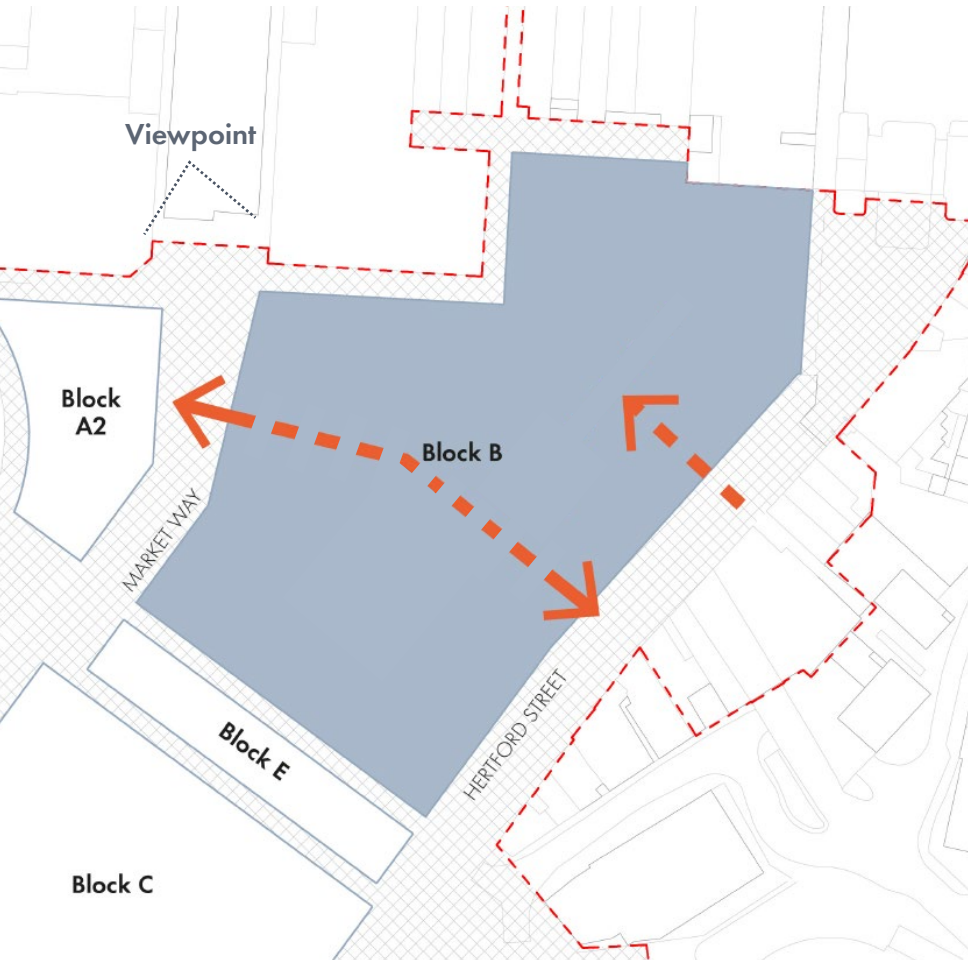 Viewpoint
Block
A2
Block B
MARKET WAY
HERTFORD STREET
Block E
Block C